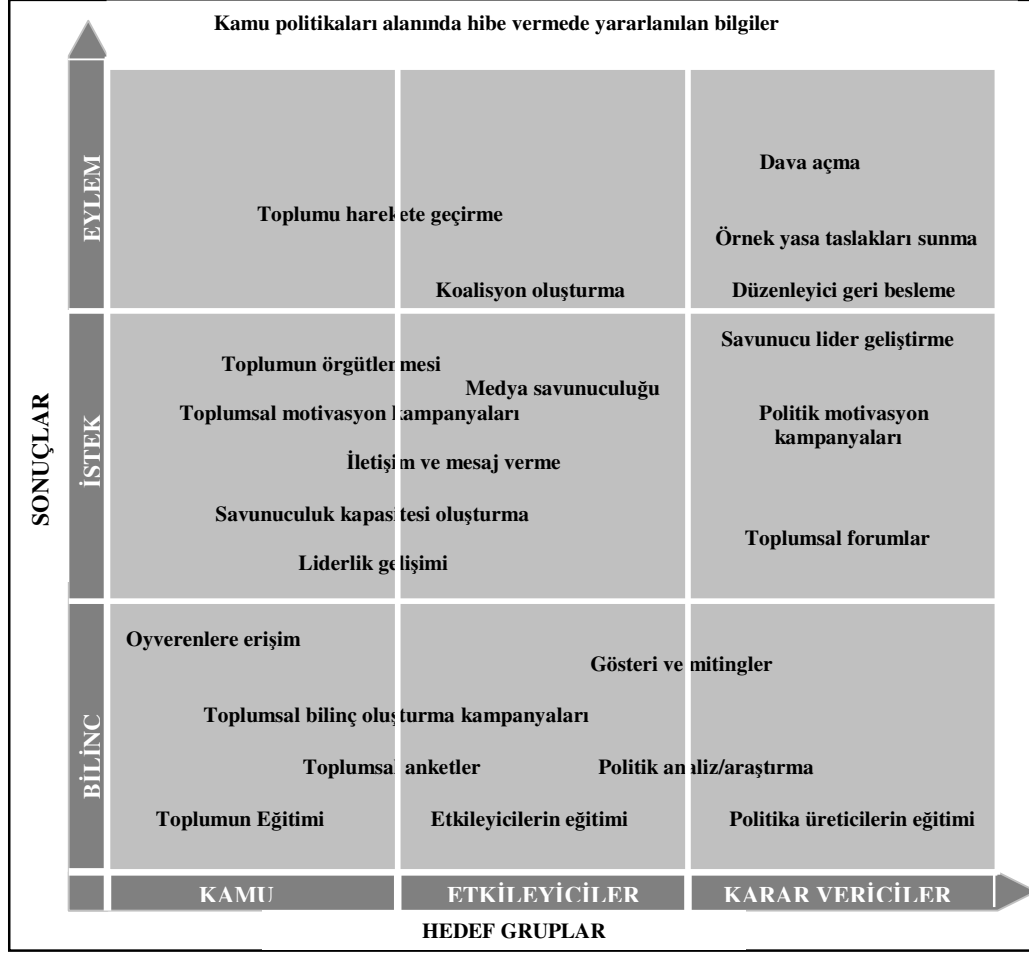 Kamu politikaları alanında hibe vermede yararlanılan bilgiler
SONUÇLAR
EYLEM
Dava açma
Toplumu harekete geçirme
Örnek yasa taslakları sunma
Koalisyon oluşturma
Düzenleyici geri besleme
İSTEK
Savunucu lider geliştirme
Toplumun örgütlenmesi
Medya savunuculuğu
Toplumsal motivasyon kampanyaları
Politik motivasyon
kampanyaları
İletişim ve mesaj verme
Savunuculuk kapasitesi oluşturma
Toplumsal forumlar
Liderlik gelişimi
BİLİNÇ
Oyverenlere erişim
Gösteri ve mitingler
Toplumsal bilinç oluşturma kampanyaları
Toplumsal anketler
Politik analiz/araştırma
Toplumun Eğitimi
Etkileyicilerin eğitimi
Politika üreticilerin eğitimi
KAMU
ETKİLEYİCİLER
KARAR VERİCİLER
HEDEF GRUPLAR